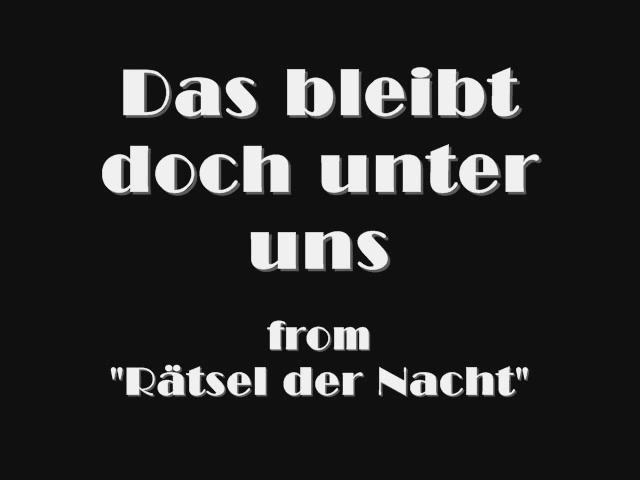 Das bleibt
doch unter
uns
from
"Rätsel der Nacht"